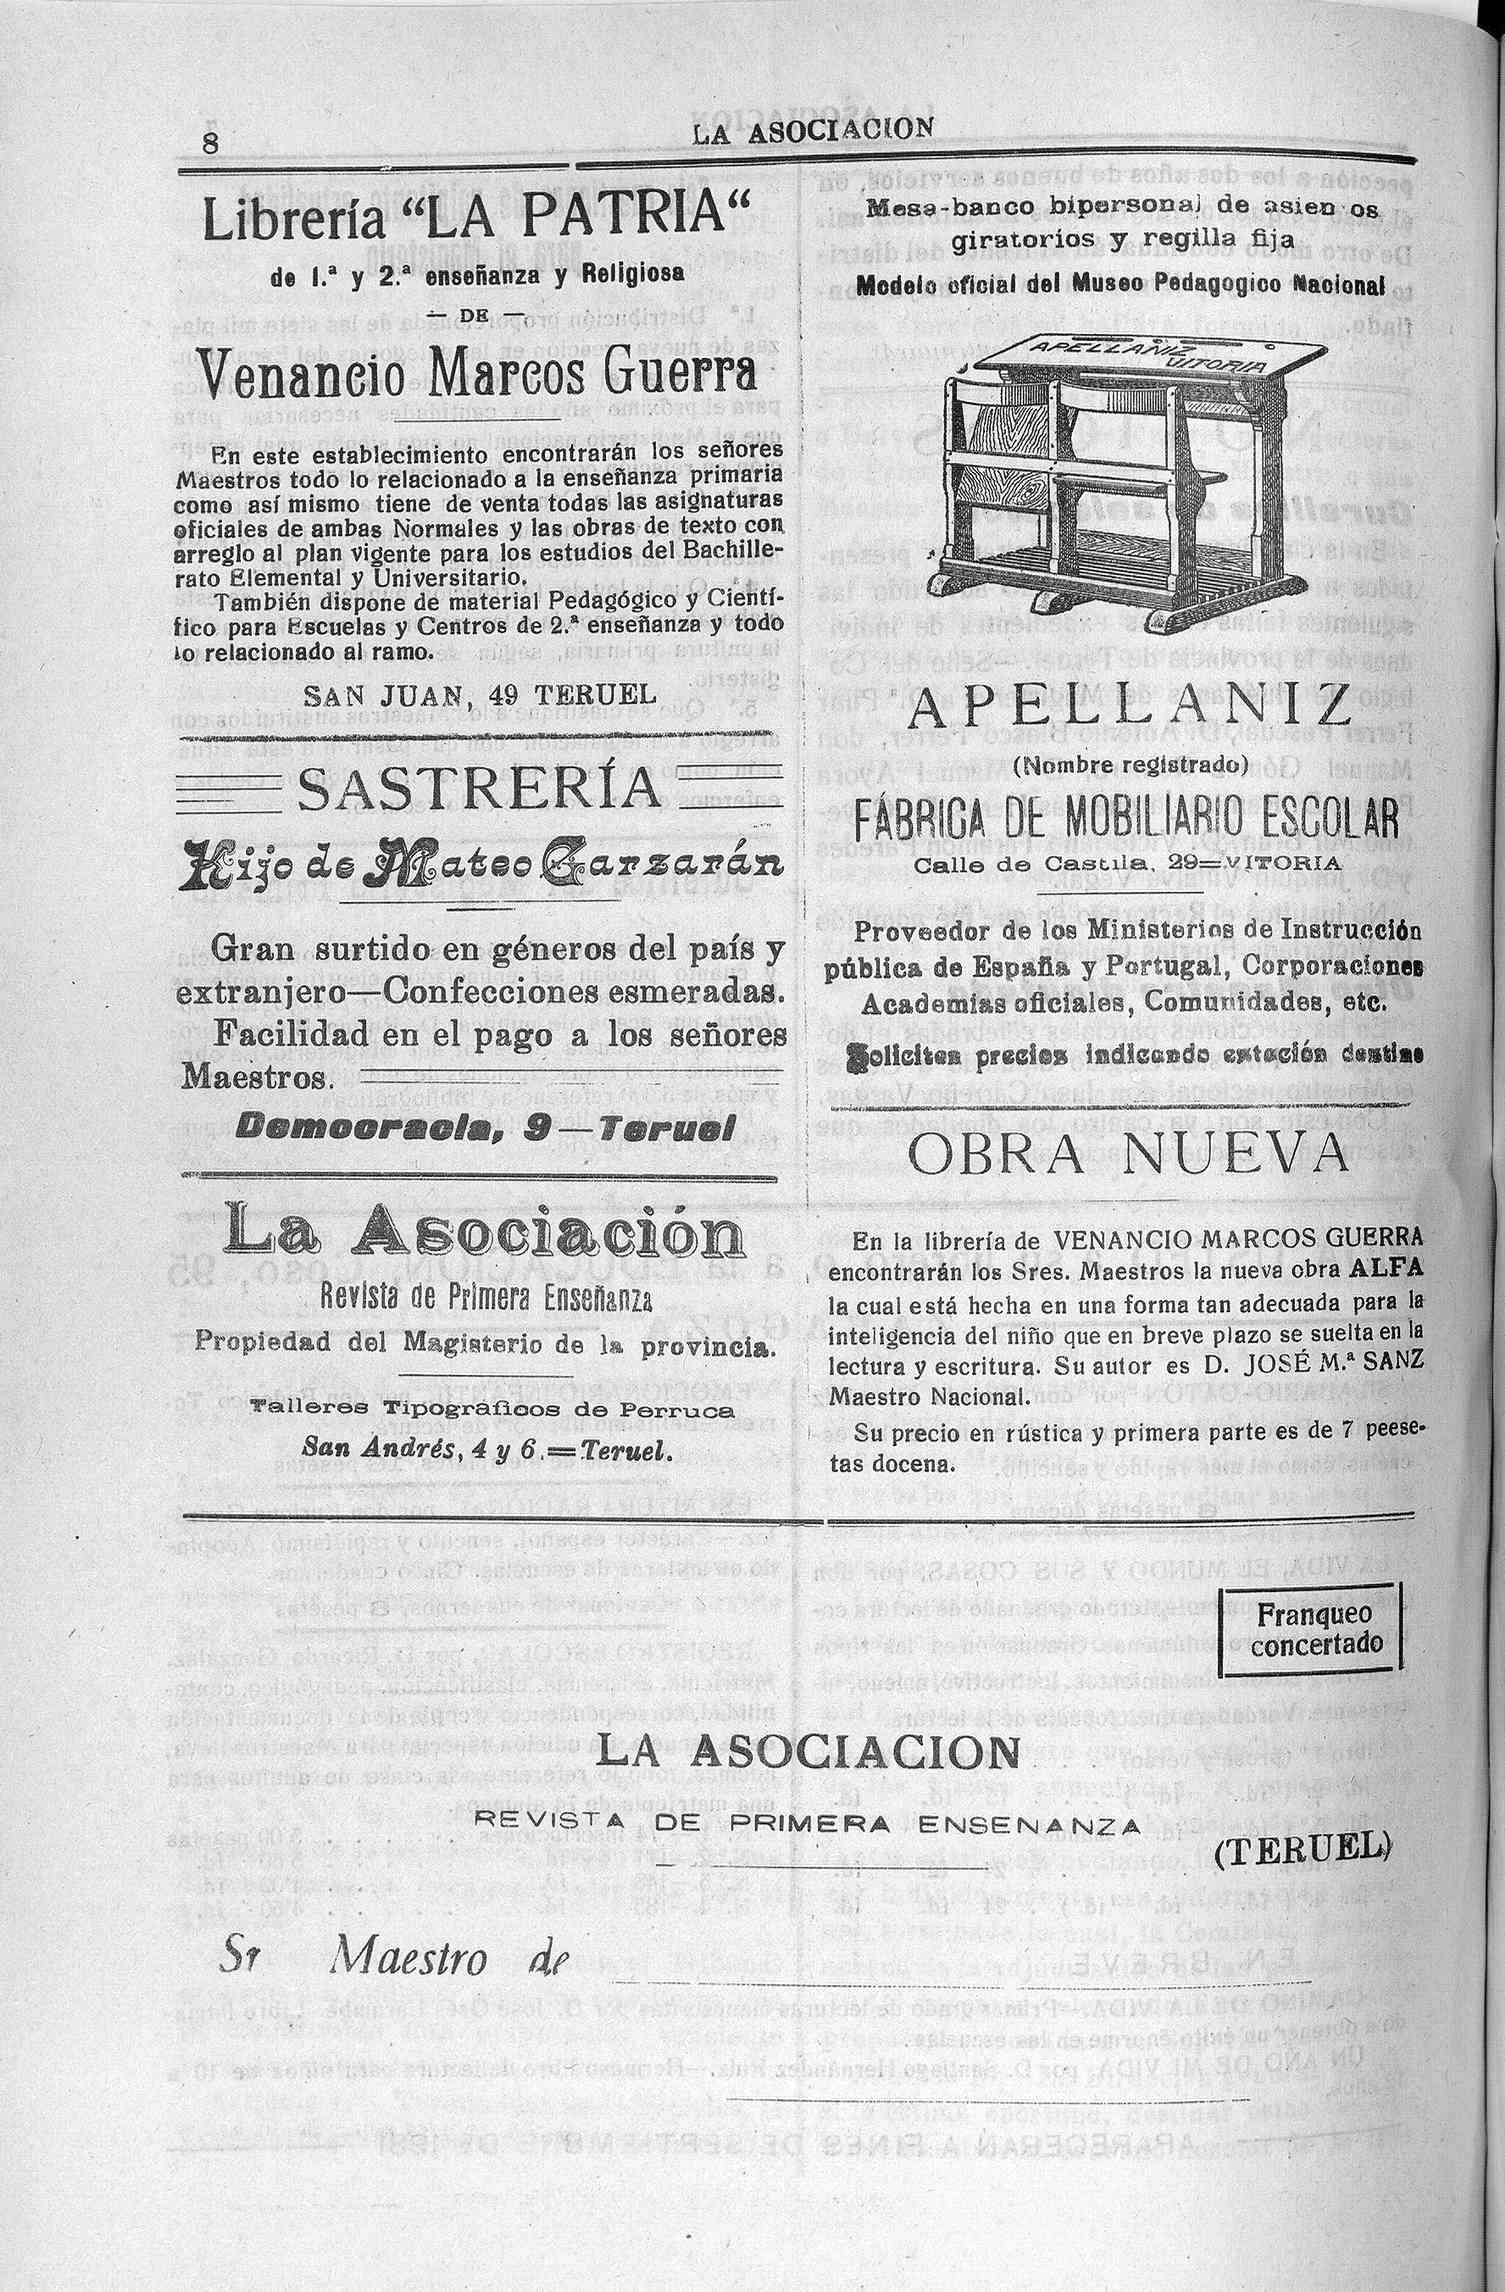 8
LA ASOCIACION
Librería “LA PATRIA“
de 1.ª y 2.ª enseñanza y Religiosa
— DE —
Venancio Marcos Guerra
En este establecimiento encontrarán los señores
Maestros todo lo relacionado a la enseñanza primaria
como así mismo tiene de venta todas las asignaturas
oficiales de ambas Normales y las obras de texto con
arreglo al plan vigente para los estudios del Bachille-
rato Elemental y Universitario.
También dispone de material Pedagógico y Cientí-
fico para Escuelas y Centros de 2.ª enseñanza y todo
lo relacionado al ramo.
SAN JUAN, 49 TERUEL
SASTRERÍA
Hijo de Mateo Garzarán
Gran surtido en géneros del país y
extranjero—Confecciones esmeradas.
Facilidad en el pago a los señores
Maestros.
Democracia, 9—Teruel
La Asociación
Revista de Primera Enseñanza
Propiedad del Magisterio de la provincia.
Talleres Tipográficos de Perruca
San Andrés, 4 y 6.=Teruel.
Mesa-banco bipersonal de asien os
giratorios y regilla fija
Modelo oficial del Museo Pedagogico Nacional
APELLANIZ
VITORIA
APELLANIZ
(Nombre registrado)
FÁBRICA DE MOBILIARIO ESCOLAR
Calle de Castila, 29=VITORIA
Proveedor de los Ministerios de Instrucción
pública de España y Portugal, Corporaciones
Academias oficiales, Comunidades, etc.
Soliciten precios indicando estación destino
OBRA NUEVA
En la librería de VENANCIO MARCOS GUERRA
encontrarán los Sres. Maestros la nueva obra ALFA
la cual está hecha en una forma tan adecuada para la
inteligencia del niño que en breve plazo se suelta en la
lectura y escritura. Su autor es D. JOSÉ M.ª SANZ
Maestro Nacional.
Su precio en rústica y primera parte es de 7 peese-
tas docena.
Franqueo
concertado
LA ASOCIACION
REVISTA DE PRIMERA ENSENANZA
(TERUEL)
Sr Maestro de